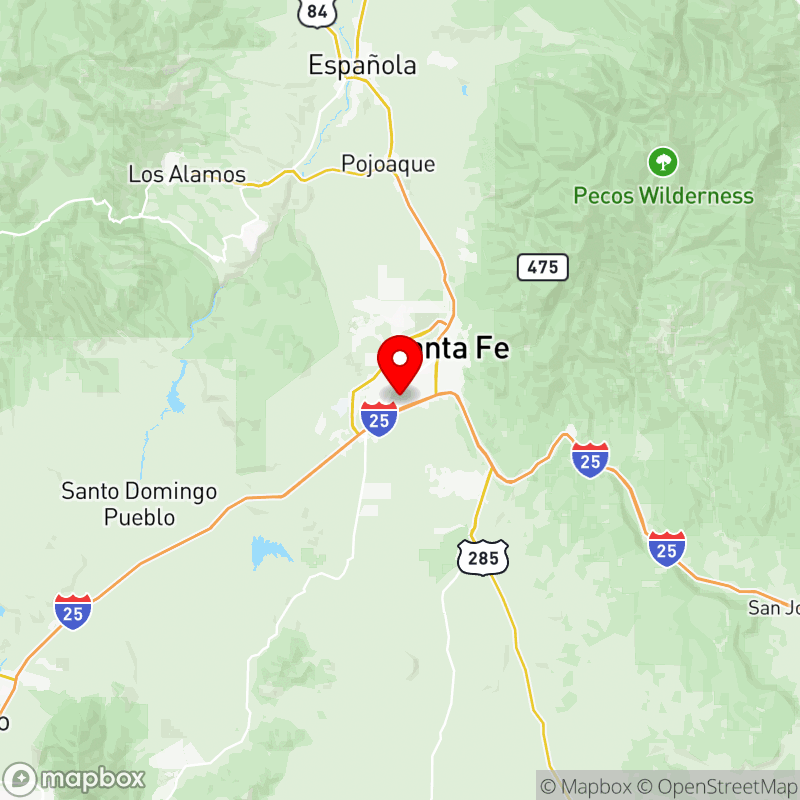 84
Española
Los Alamos
Pojoaque
Pecos Wilderness
475
anta Fe
25
25
Santo Domingo
Pueblo
25
285
25
San Jo
o
mapbox
© Mapbox © OpenStreetMap